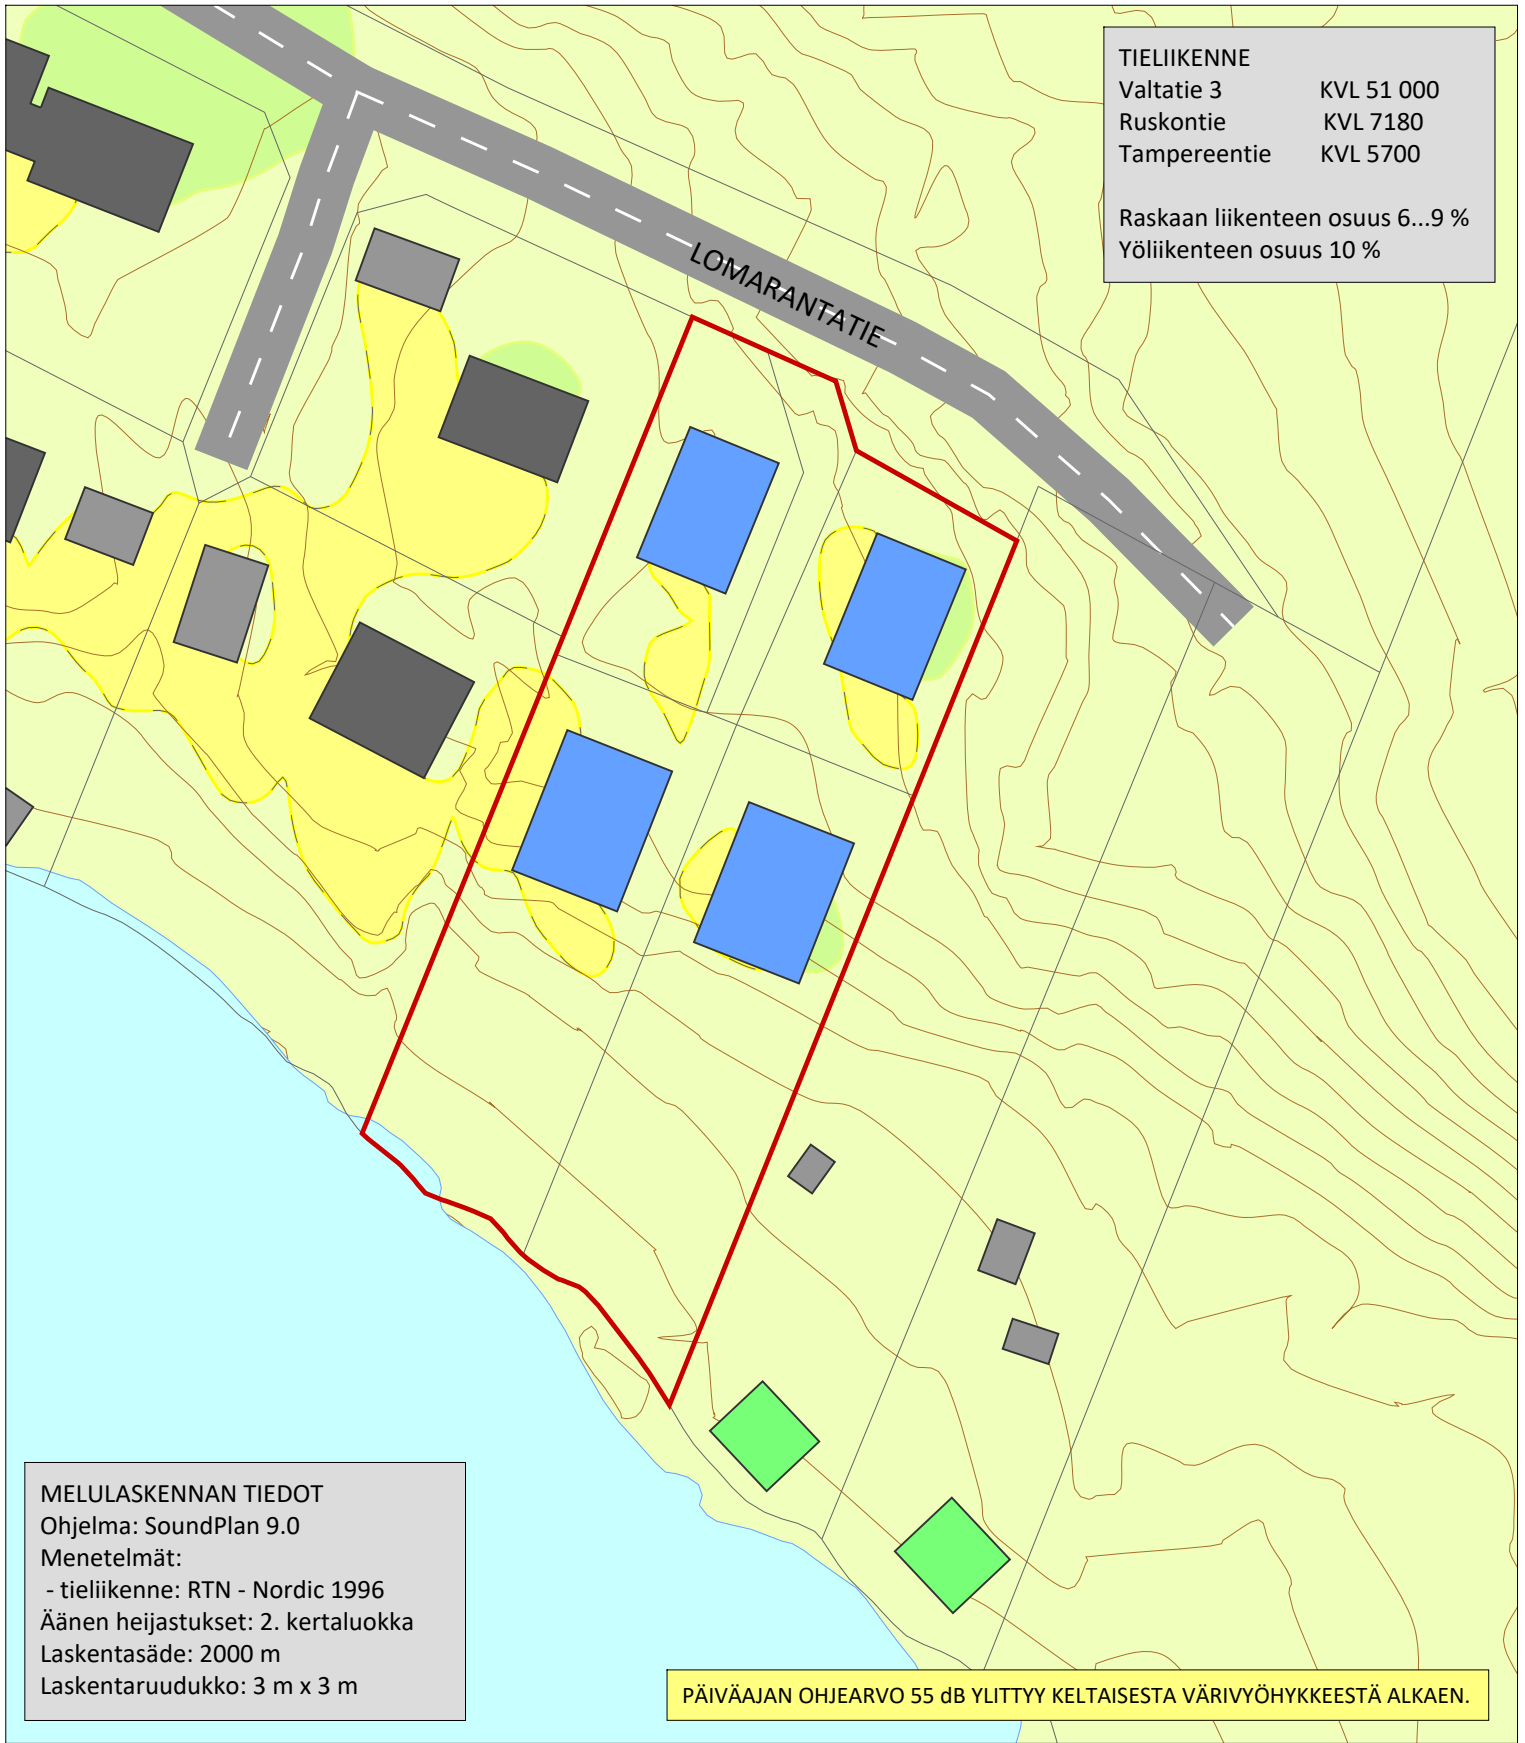 TIELIIKENNE
Valtatie 3 KVL 51 000
Ruskontie KVL 7180
Tampereentie KVL 5700
Raskaan liikenteen osuus 6...9 %
Yöliikenteen osuus 10 %
LOMARANTATIE
MELULASKENNAN TIEDOT
Ohjelma: SoundPlan 9.0
Menetelmät:
- tieliikenne: RTN - Nordic 1996
Äänen heijastukset: 2. kertaluokka
Laskentasäde: 2000 m
Laskentaruudukko: 3 m x 3 m
PÄIVÄAJAN OHJEARVO 55 dB YLITTYY KELTAISESTA VÄRIVYÖHYKKEESTÄ ALKAEN.